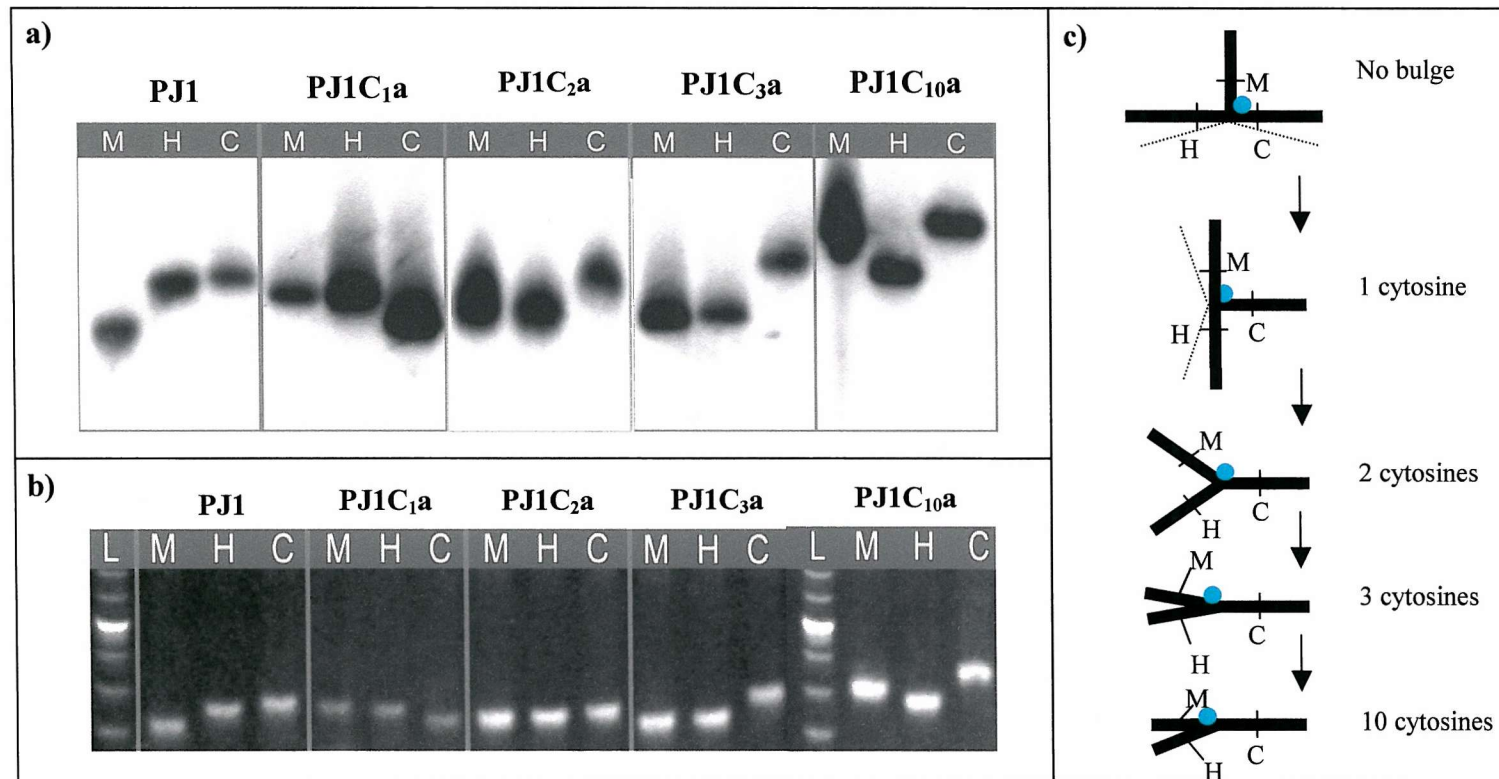 a)
PJ1 PJ1C₁a PJ1C₂a PJ1C₃a PJ1C₁₀a
M H C M H C M H C M H C M H C
b)
PJ1 PJ1C₁a PJ1C₂a PJ1C₃a PJ1C₁₀a
L M H C M H C M H C M H C L M H C
c)
No bulge
M
H C
1 cytosine
M
H C
2 cytosines
M
H C
3 cytosines
M
H C
10 cytosines
M
H C